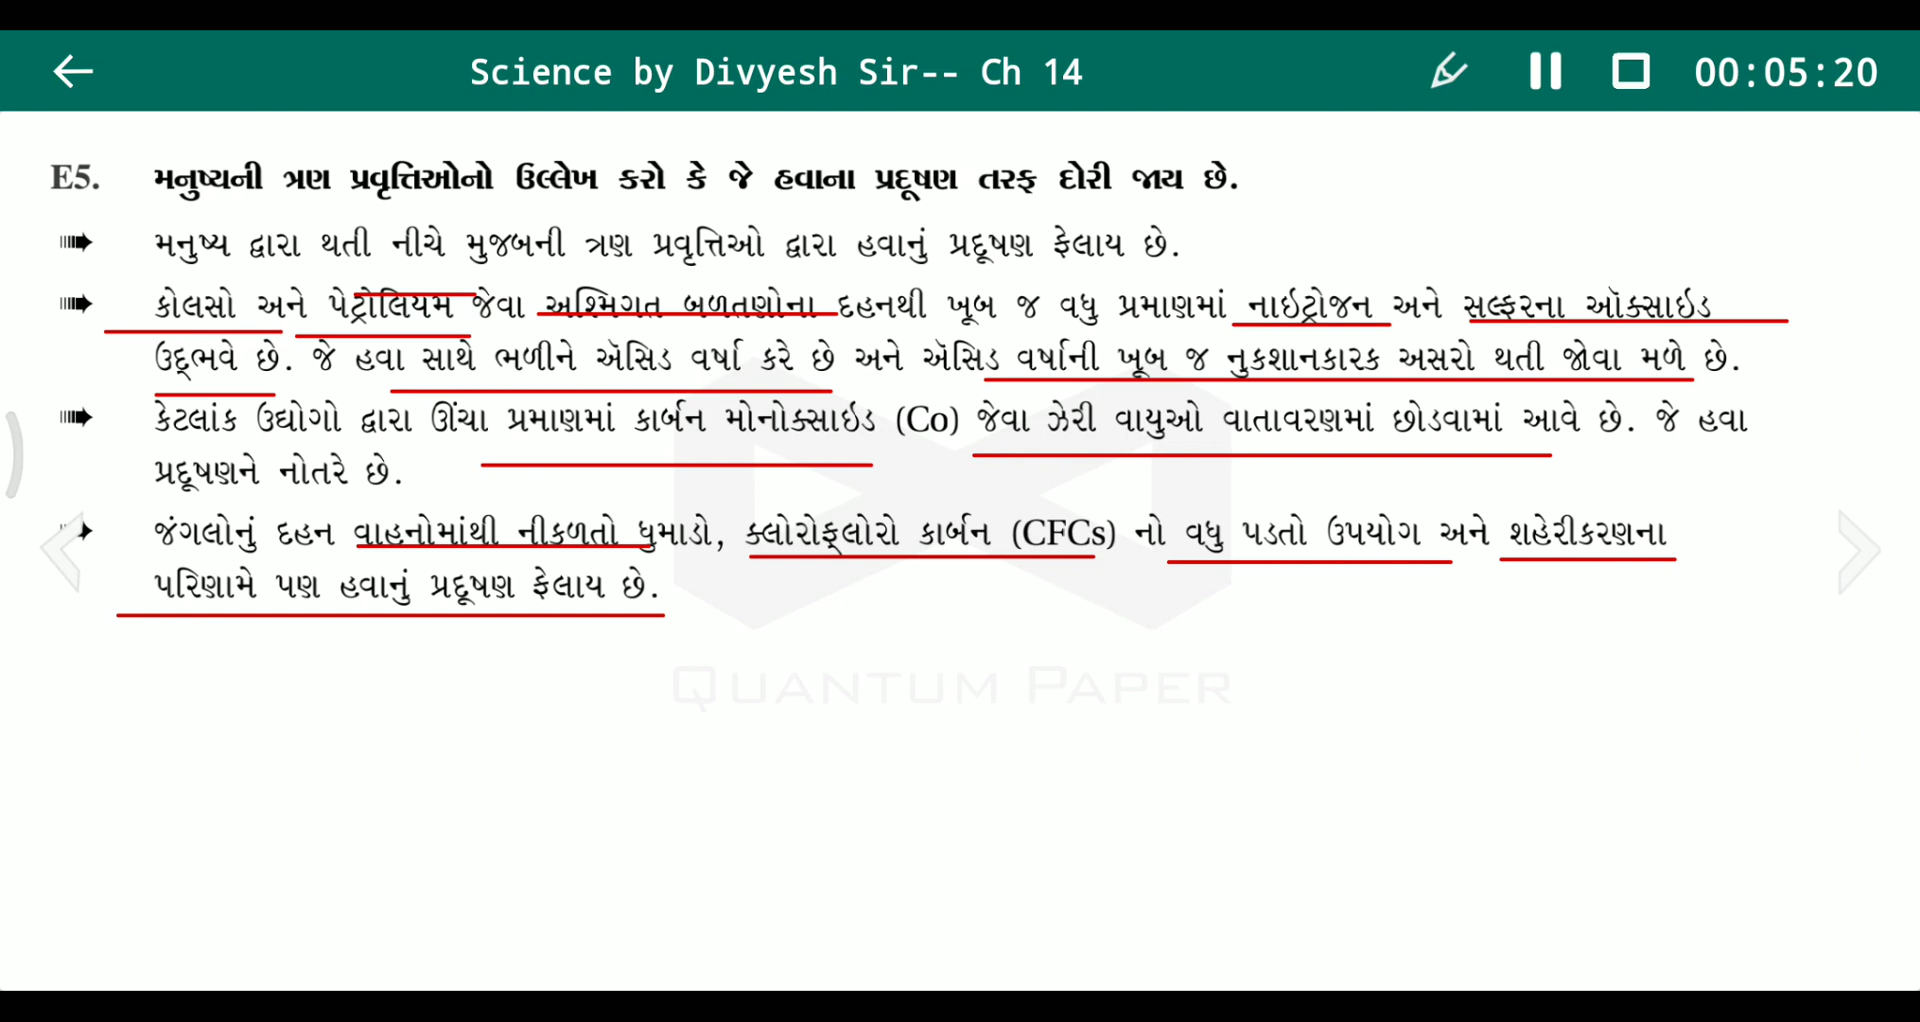 Science by Divyesh Sir-- Ch 14
00:05:20
E5. મનુષ્યની ત્રણ પ્રવૃત્તિઓનો ઉલ્લેખ કરો કે જે હવાના પ્રદૂષણ તરફ દોરી જાય છે.
મનુષ્ય દ્વારા થતી નીચે મુજબની ત્રણ પ્રવૃત્તિઓ દ્વારા હવાનું પ્રદૂષણ ફેલાય છે.
કોલસો અને પેટ્રોલિયમ જેવા અશ્મિગત બળતણોના દહનથી ખૂબ જ વધુ પ્રમાણમાં નાઇટ્રોજન અને સલ્ફરના ઑક્સાઇડ
ઉદ્ભવે છે. જે હવા સાથે ભળીને ઍસિડ વર્ષા કરે છે અને ઍસિડ વર્ષાની ખૂબ જ નુકશાનકારક અસરો થતી જોવા મળે છે.
કેટલાંક ઉદ્યોગો દ્વારા ઊંચા પ્રમાણમાં કાર્બન મોનોક્સાઇડ (Co) જેવા ઝેરી વાયુઓ વાતાવરણમાં છોડવામાં આવે છે. જે હવા
પ્રદૂષણને નોતરે છે.
જંગલોનું દહન વાહનોમાંથી નીકળતો ધુમાડો, ક્લોરોફ્લોરો કાર્બન (CFCs) નો વધુ પડતો ઉપયોગ અને શહેરીકરણના
પરિણામે પણ હવાનું પ્રદૂષણ ફેલાય છે.
QUANTUM PAPER